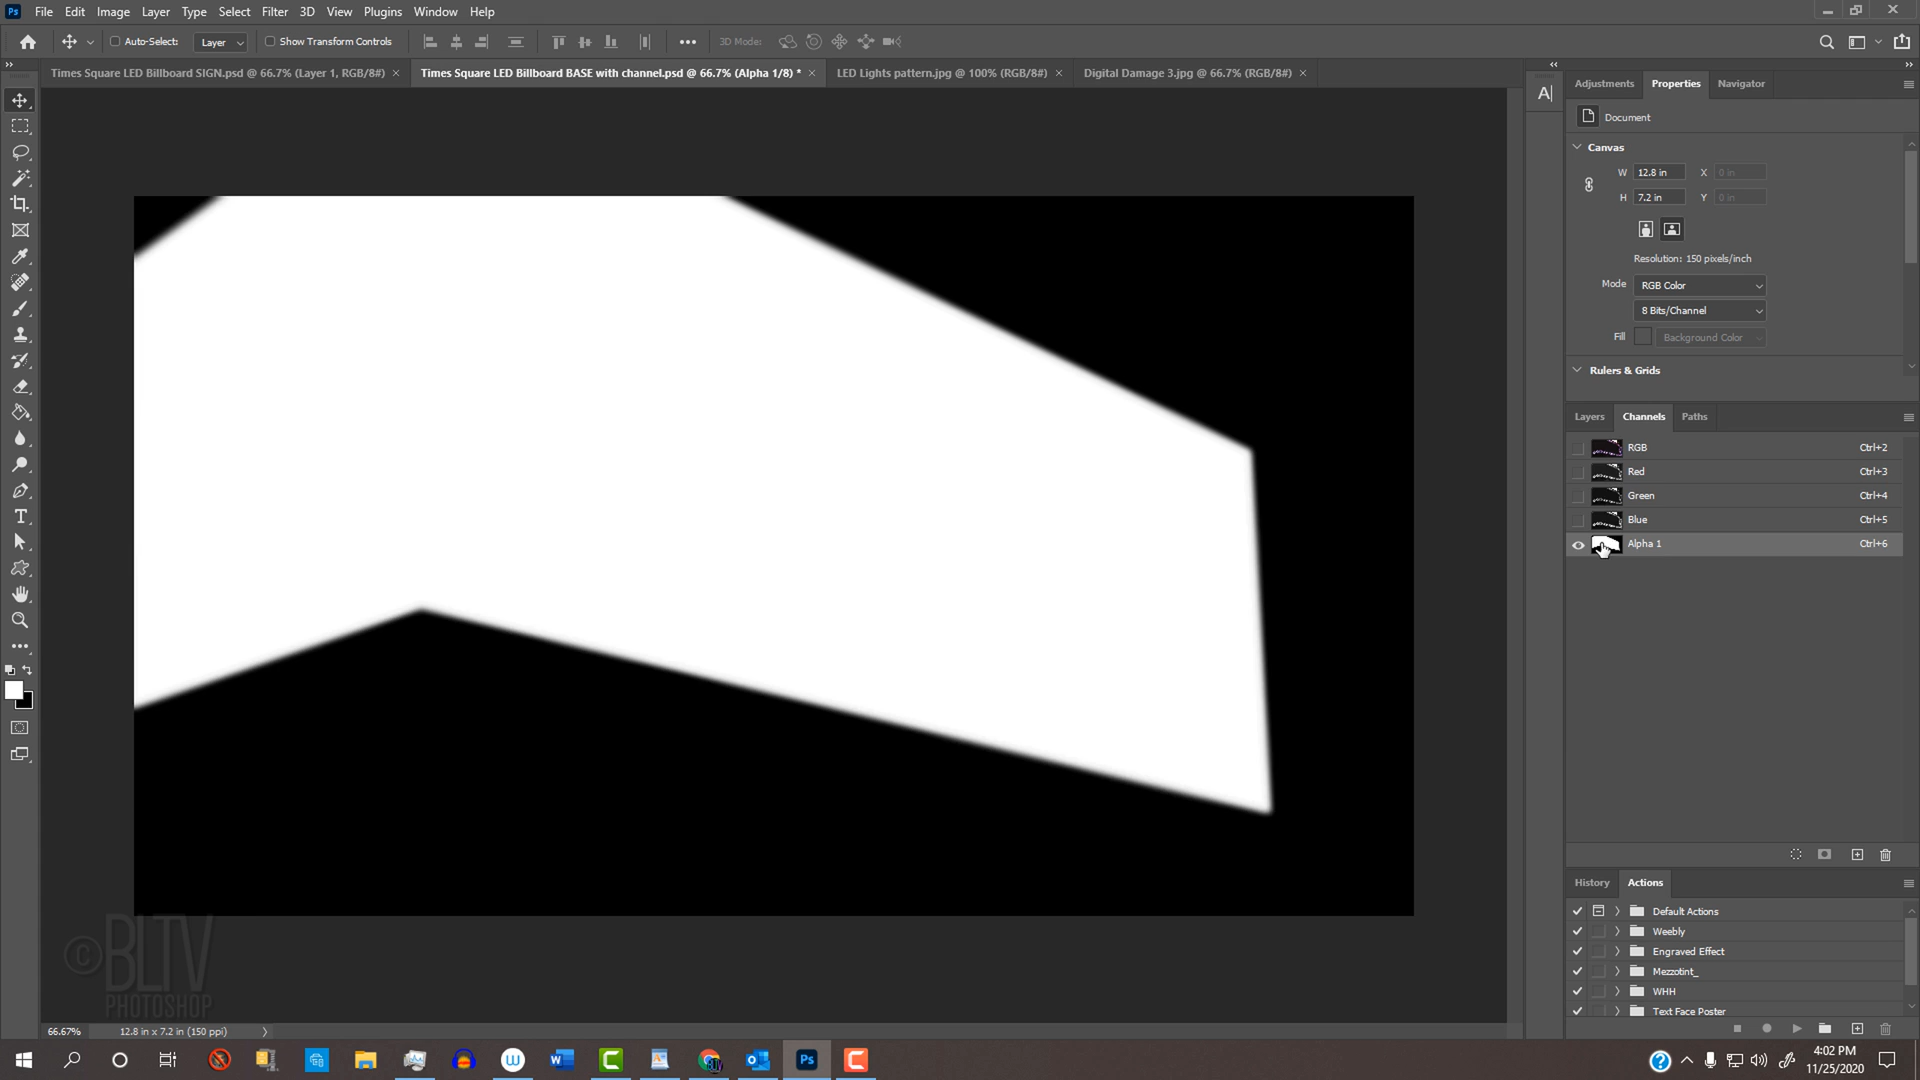 Ps File Edit Image Layer Type Select Filter 3D View Plugins Window Help
Auto-Select: Layer Show Transform Controls 3D Mode:
Times Square LED Billboard SIGN.psd @ 66.7% (Layer 1, RGB/8#) × Times Square LED Billboard BASE with channel.psd @ 66.7% (Alpha 1/8) * × LED Lights pattern.jpg @ 100% (RGB/8#) × Digital Damage 3.jpg @ 66.7% (RGB/8#) ×
Adjustments Properties Navigator
Document
Canvas
W 12.8 in X 0 in
H 7.2 in Y 0 in
Resolution: 150 pixels/inch
Mode RGB Color
8 Bits/Channel
Fill Background Color
Rulers & Grids
Layers Channels Paths
RGB Ctrl+2
Red Ctrl+3
Green Ctrl+4
Blue Ctrl+5
Alpha 1 Ctrl+6
History Actions
Default Actions
Weebly
Engraved Effect
Mezzotint_
WHH
Text Face Poster
©BLTV
PHOTOSHOP
66.67% 12.8 in x 7.2 in (150 ppi)
4:02 PM
11/25/2020